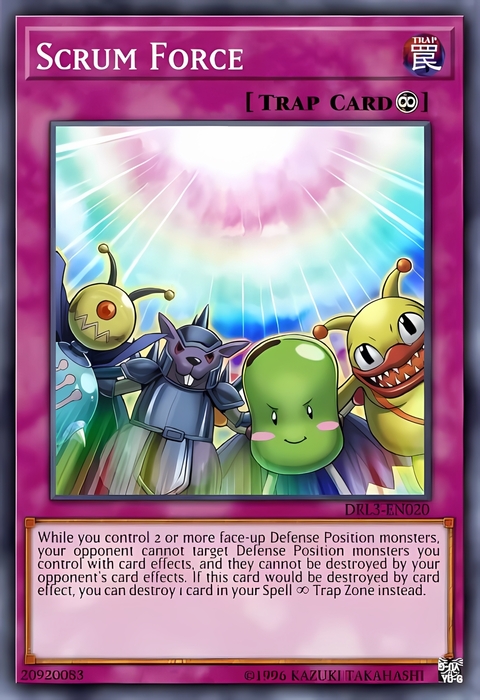 SCRUM FORCE
TRAP
罠
[TRAP CARD∞]
DRL3-EN020
While you control 2 or more face-up Defense Position monsters,
your opponent cannot target Defense Position monsters you
control with card effects, and they cannot be destroyed by your
opponent's card effects. If this card would be destroyed by card
effect, you can destroy 1 card in your Spell ∞ Trap Zone instead.
20920083
©1996 KAZUKI TAKAHASHI